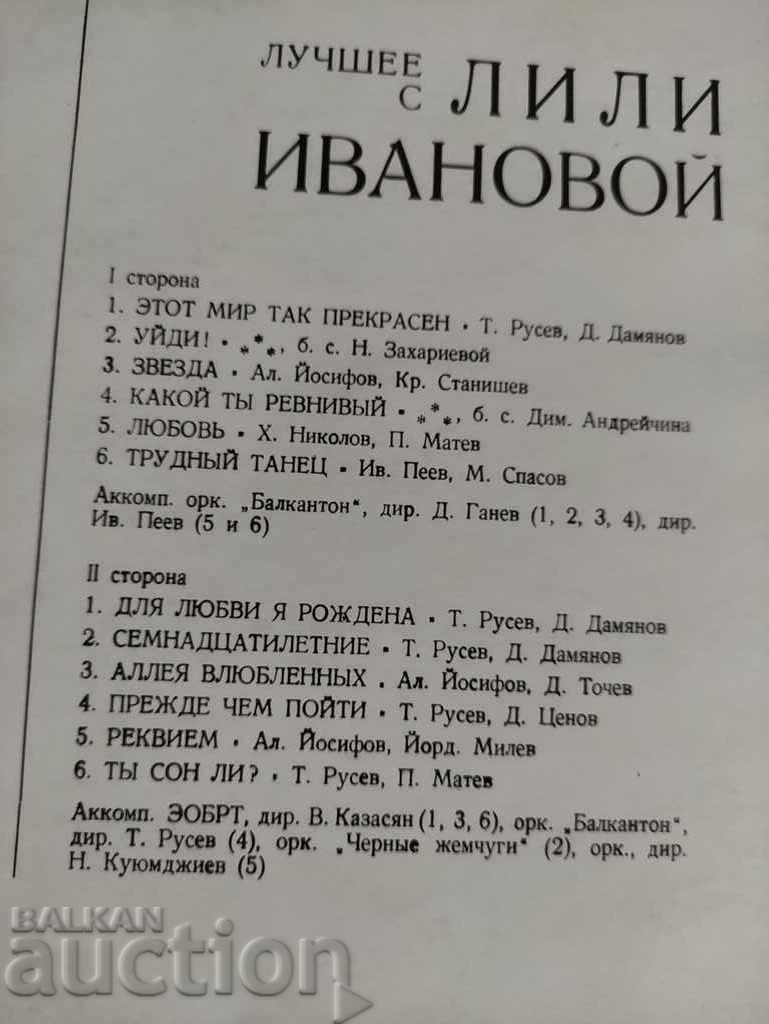 ЛУЧШЕЕ
С ЛИЛИ
ИВАНОВОЙ
I сторона
1. ЭТОТ МИР ТАК ПРЕКРАСЕН · Т. Русев, Д. Дамянов
2. УЙДИ! · ***, б. с. Н. Захариевой
3. ЗВЕЗДА · Ал. Йосифов, Кр. Станишев
4. КАКОЙ ТЫ РЕВНИВЫЙ · ***, б. с. Дим. Андрейчина
5. ЛЮБОВЬ · Х. Николов, П. Матев
6. ТРУДНЫЙ ТАНЕЦ · Ив. Пеев, М. Спасов
Аккомп. орк. „Балкантон“, дир. Д. Ганев (1, 2, 3, 4), дир.
Ив. Пеев (5 и 6)
II сторона
1. ДЛЯ ЛЮБВИ Я РОЖДЕНА · Т. Русев, Д. Дамянов
2. СЕМНАДЦАТИЛЕТНИЕ · Т. Русев, Д. Дамянов
3. АЛЛЕЯ ВЛЮБЛЕННЫХ . Ал. Йосифов, Д. Точев
4. ПРЕЖДЕ ЧЕМ ПОЙТИ · Т. Русев, Д. Ценов
5. РЕКВИЕМ · Ал. Йосифов, Йорд. Милев
6. ТЫ СОН ЛИ? · Т. Русев, П. Матев
Аккомп. ЭОБРТ, дир. В. Казасян (1, 3, 6), орк. „Балкантон“,
дир. Т. Русев (4), орк. „Черные жемчуги“ (2), орк., дир.
Н. Куюмджиев (5)
BALKAN
auction